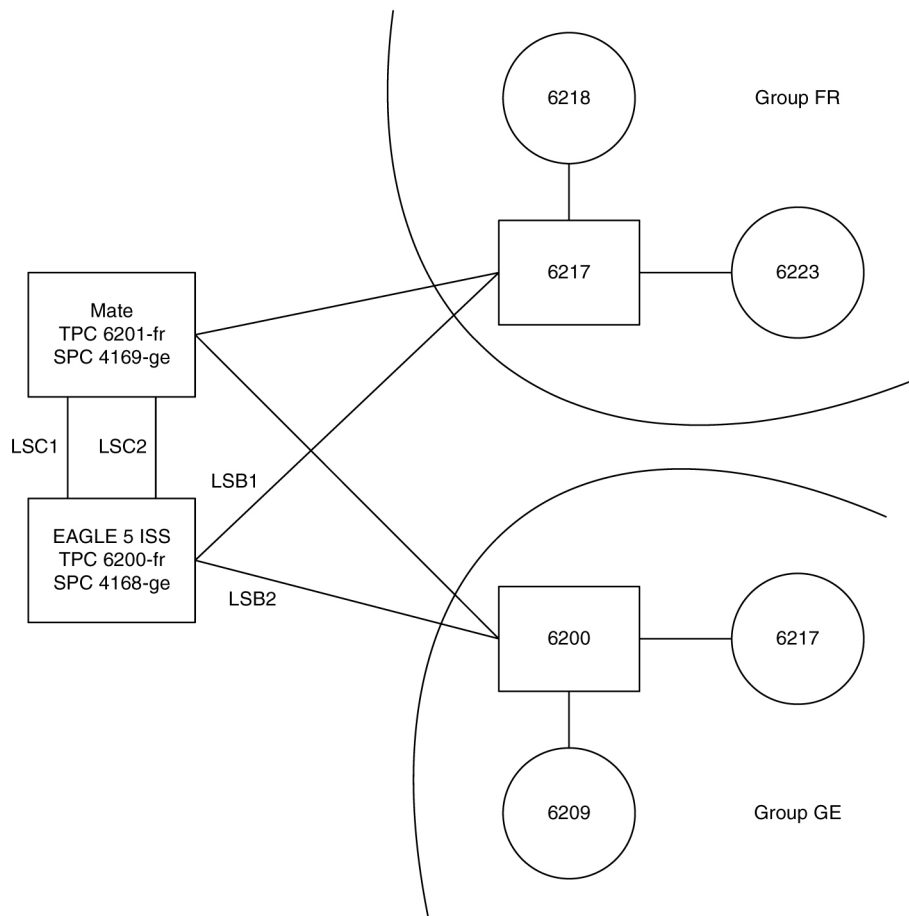 6218
Group FR
6217
6223
Mate
TPC 6201-fr
SPC 4169-ge
LSC1
LSC2
LSB1
EAGLE 5 ISS
TPC 6200-fr
SPC 4168-ge
LSB2
6200
6217
6209
Group GE